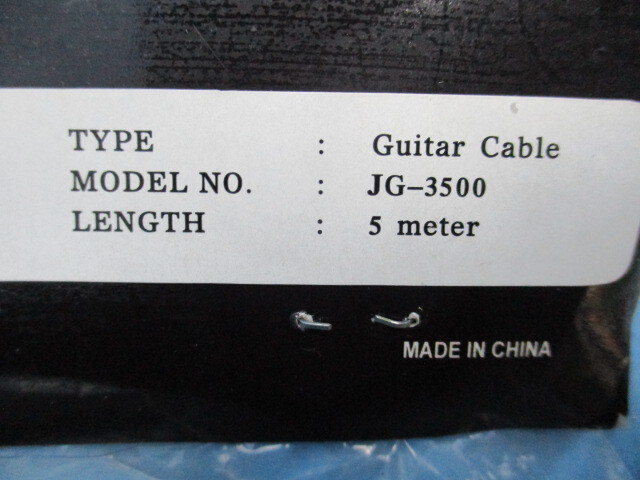 TYPE : Guitar Cable
MODEL NO. : JG-3500
LENGTH : 5 meter
MADE IN CHINA